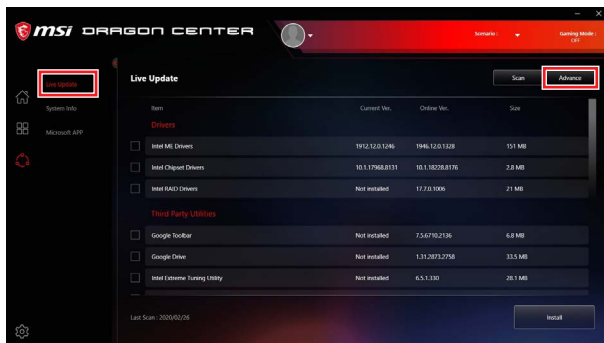 msi DRAGON CENTER
Scenario :
Gaming Mode :
OFF
Live Update
System Info
Microsoft APP
Live Update
Scan
Advance
Item Current Ver. Online Ver. Size
Drivers
Intel ME Drivers 1912.12.0.1246 1946.12.0.1328 151 MB
Intel Chipset Drivers 10.1.17968.8131 10.1.18228.8176 2.8 MB
Intel RAID Drivers Not installed 17.7.0.1006 21 MB
Third Party Utilities
Google Toolbar Not installed 7.5.6710.2136 6.8 MB
Google Drive Not installed 1.31.2873.2758 33.5 MB
Intel Extreme Tuning Utility Not installed 6.5.1.330 28.1 MB
Last Scan : 2020/02/26
Install